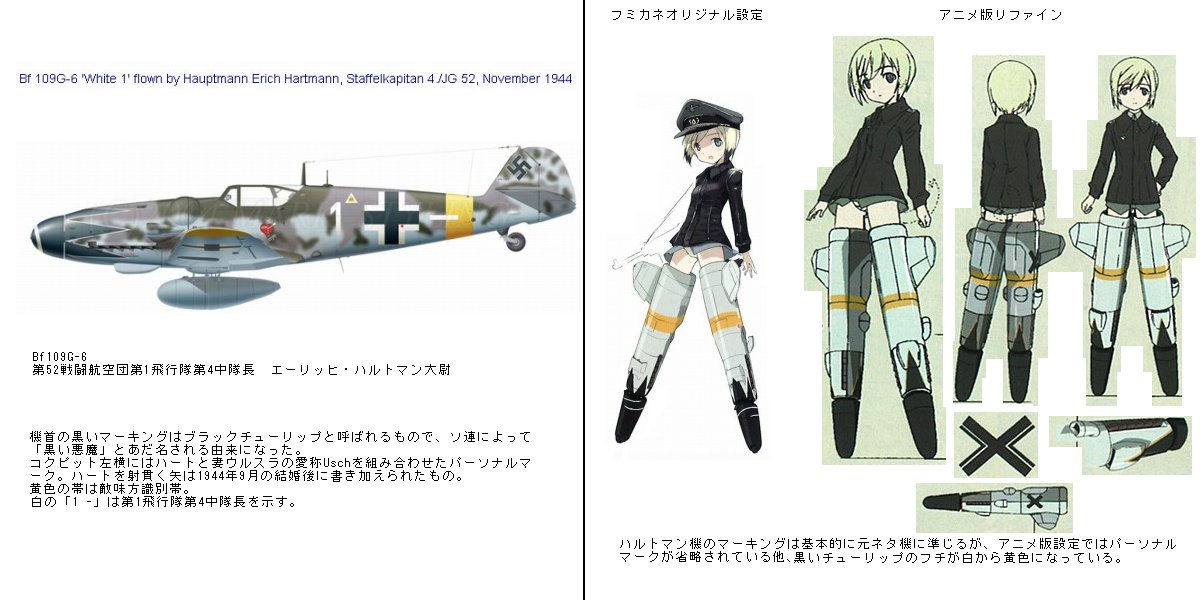 Bf 109G-6 'White 1' flown by Hauptmann Erich Hartmann, Staffelkapitan 4./JG 52, November 1944
1
Bf109G-6
第52戦闘航空団第1飛行隊第4中隊長　エーリッヒ・ハルトマン大尉
機首の黒いマーキングはブラックチューリップと呼ばれるもので、ソ連によって
「黒い悪魔」とあだ名される由来になった。
コクピット左横にはハートと妻ウルスラの愛称Uschを組み合わせたパーソナルマ
ーク。ハートを射貫く矢は1944年9月の結婚後に書き加えられたもの。
黄色の帯は敵味方識別帯。
白の「1 -」は第1飛行隊第4中隊長を示す。
フミカネオリジナル設定
アニメ版リファイン
ハルトマン機のマーキングは基本的に元ネタ機に準じるが、アニメ版設定ではパーソナル
マークが省略されている他、黒いチューリップのフチが白から黄色になっている。